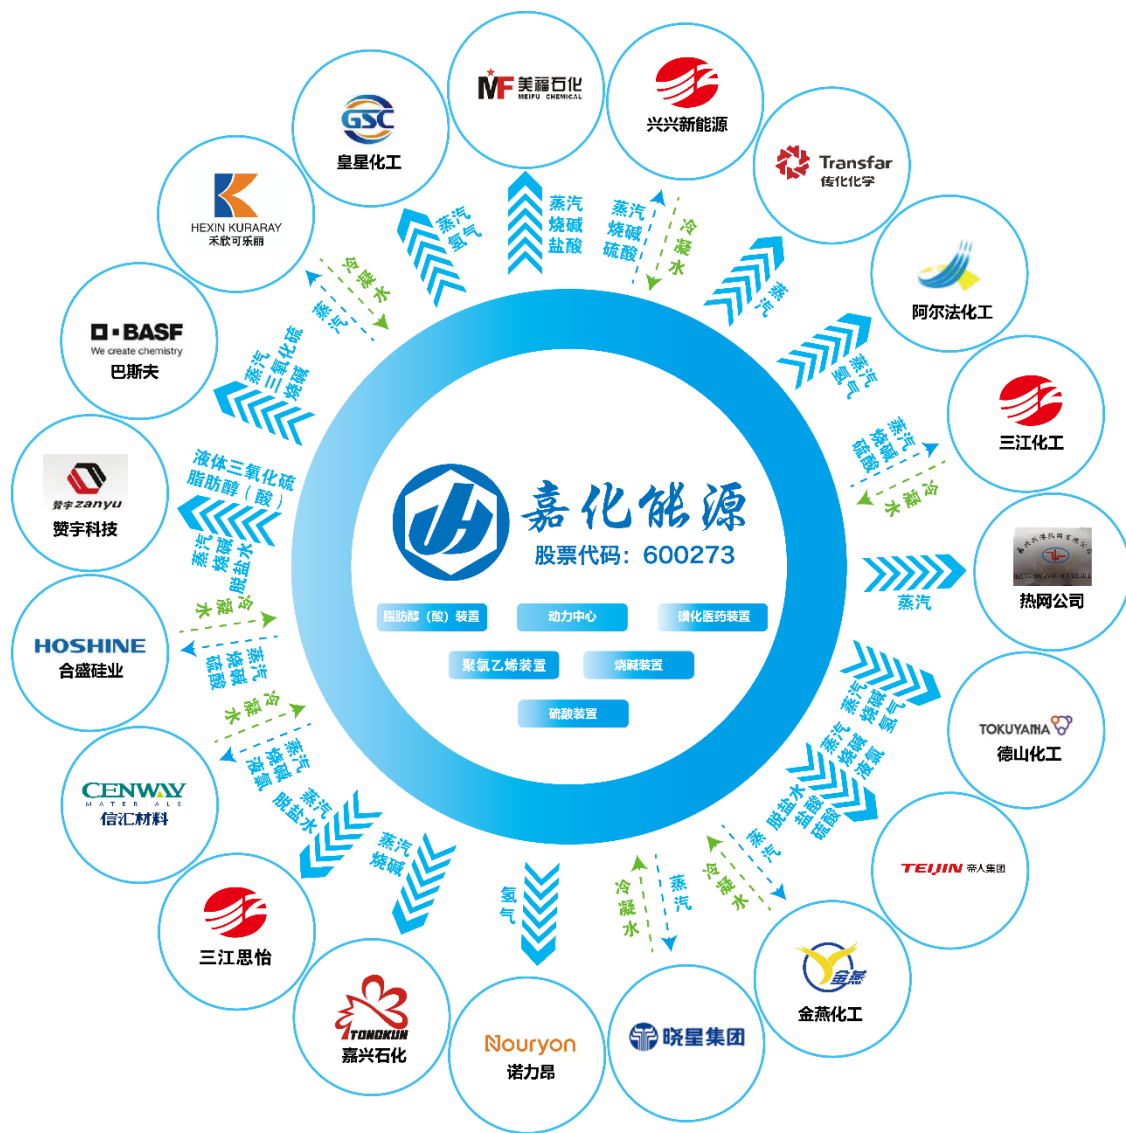 MF 美福石化
MEIFU CHEMICAL
兴兴新能源
Transfar
传化化学
阿尔法化工
三江化工
热网公司
TOKUYAMA
德山化工
TEIJIN 帝人集团
金燕
金燕化工
晓星集团
Nouryon
诺力昂
TONGKUN
嘉兴石化
三江思怡
CENWAY
MATERIALS
信汇材料
HOSHINE
合盛硅业
赞宇 zanyu
赞宇科技
BASF
We create chemistry
巴斯夫
HEXIN KURARAY
禾欣可乐丽
GSC
皇星化工
蒸汽
烧碱
盐酸
蒸汽
烧碱
硫酸
冷凝水
蒸汽
蒸汽
氢气
蒸汽
烧碱
硫酸
冷凝水
蒸汽
蒸汽
烧碱
氢气
蒸汽
烧碱
液氯
脱盐水
盐酸
硫酸
蒸汽
冷凝水
蒸汽
冷凝水
氢气
蒸汽
烧碱
蒸汽
脱盐水
蒸汽
烧碱
液氯
冷凝水
蒸汽
烧碱
硫酸
冷凝水
蒸汽
烧碱
脱盐水
液体三氧化硫
脂肪醇（酸）
蒸汽
三氧化硫
烧碱
蒸汽
冷凝水
蒸汽
氢气
嘉化能源
股票代码：600273
脂肪醇（酸）装置
动力中心
磺化医药装置
聚氯乙烯装置
烧碱装置
硫酸装置